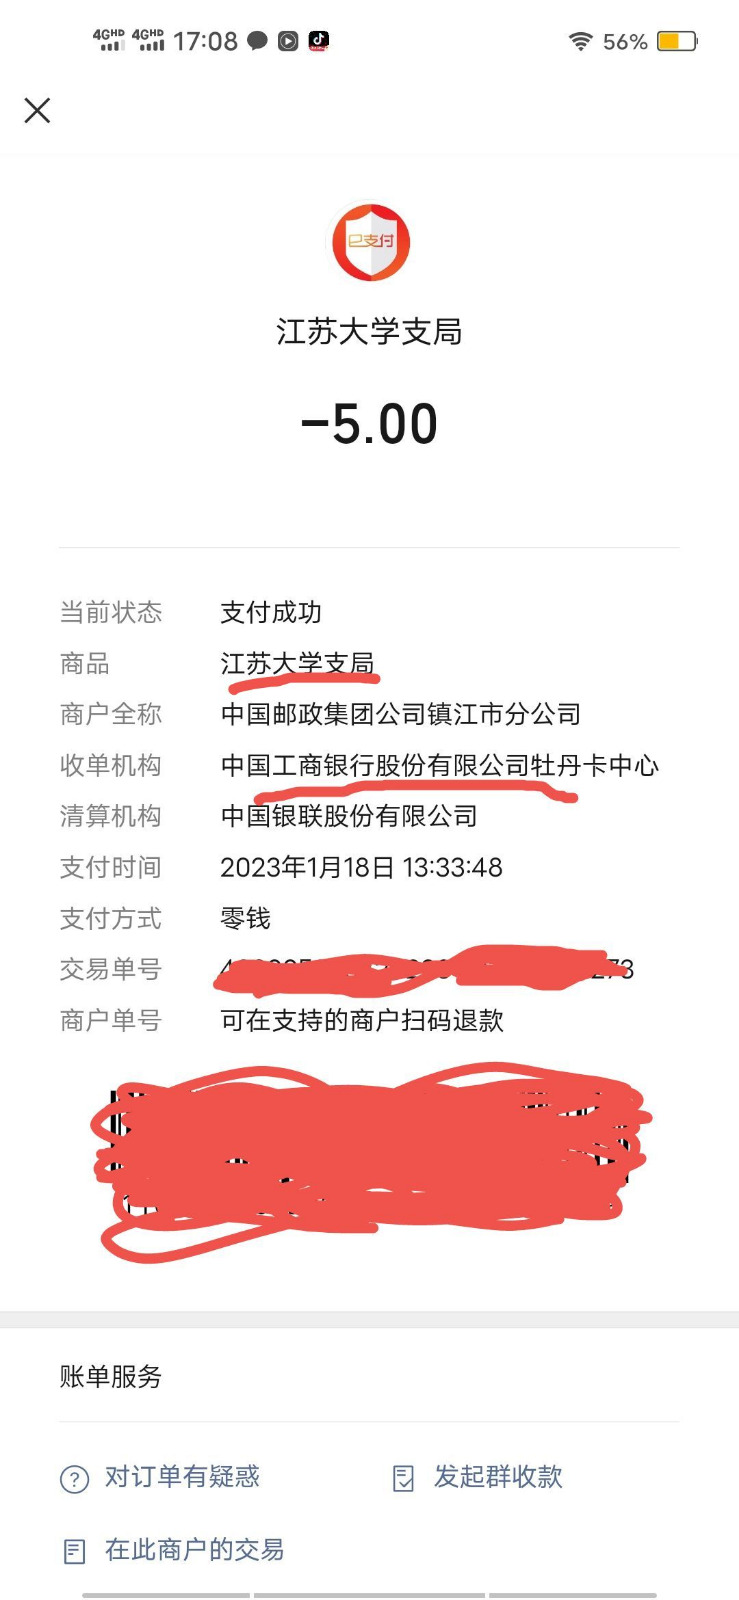 4GHD 4GHD 17:08 56%
已支付
江苏大学支局
-5.00
当前状态 支付成功
商品 江苏大学支局
商户全称 中国邮政集团公司镇江市分公司
收单机构 中国工商银行股份有限公司牡丹卡中心
清算机构 中国银联股份有限公司
支付时间 2023年1月18日 13:33:48
支付方式 零钱
交易单号
商户单号 可在支持的商户扫码退款
账单服务
对订单有疑惑 发起群收款
在此商户的交易